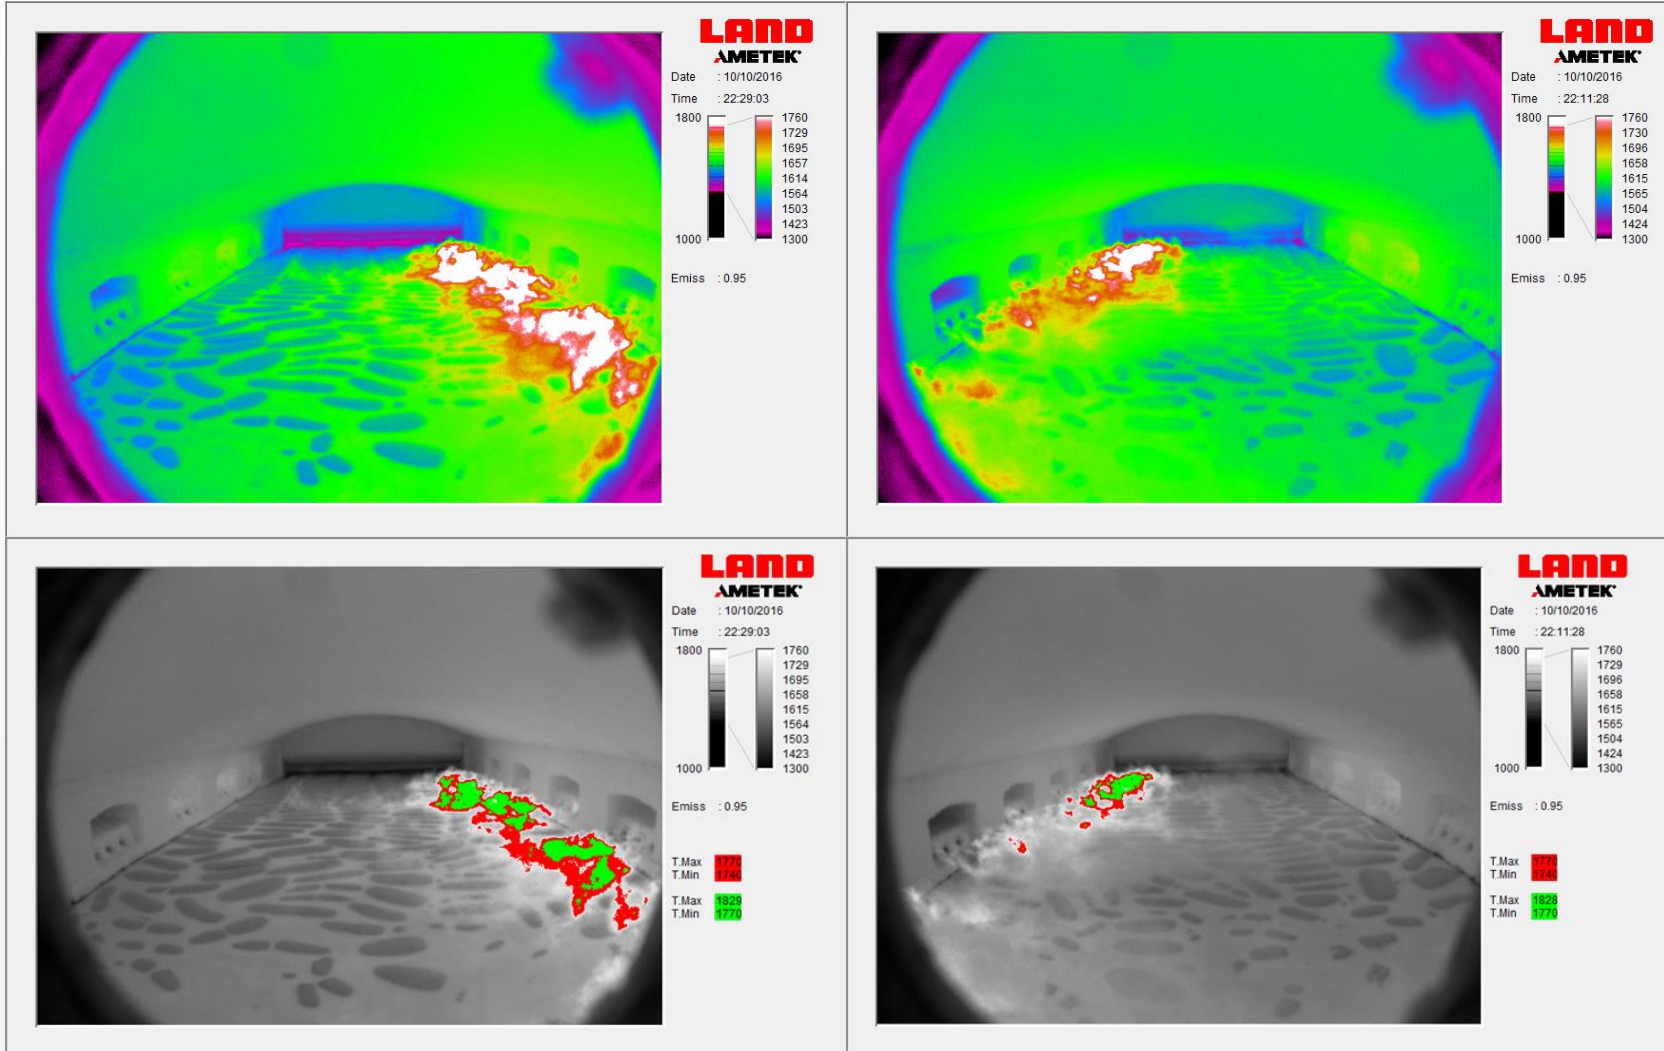 LAND
AMETEK®
Date : 10/10/2016
Time : 22:29:03
1800 1760
1729
1695
1657
1614
1564
1503
1423
1000 1300
Emiss : 0.95
LAND
AMETEK®
Date : 10/10/2016
Time : 22:11:28
1800 1760
1730
1696
1658
1615
1565
1504
1424
1000 1300
Emiss : 0.95
LAND
AMETEK®
Date : 10/10/2016
Time : 22:29:03
1800 1760
1729
1695
1658
1615
1564
1503
1423
1000 1300
Emiss : 0.95
T.Max 1770
T.Min 1740
T.Max 1829
T.Min 1770
LAND
AMETEK®
Date : 10/10/2016
Time : 22:11:28
1800 1760
1729
1696
1658
1615
1565
1504
1424
1000 1300
Emiss : 0.95
T.Max 1770
T.Min 1740
T.Max 1828
T.Min 1770